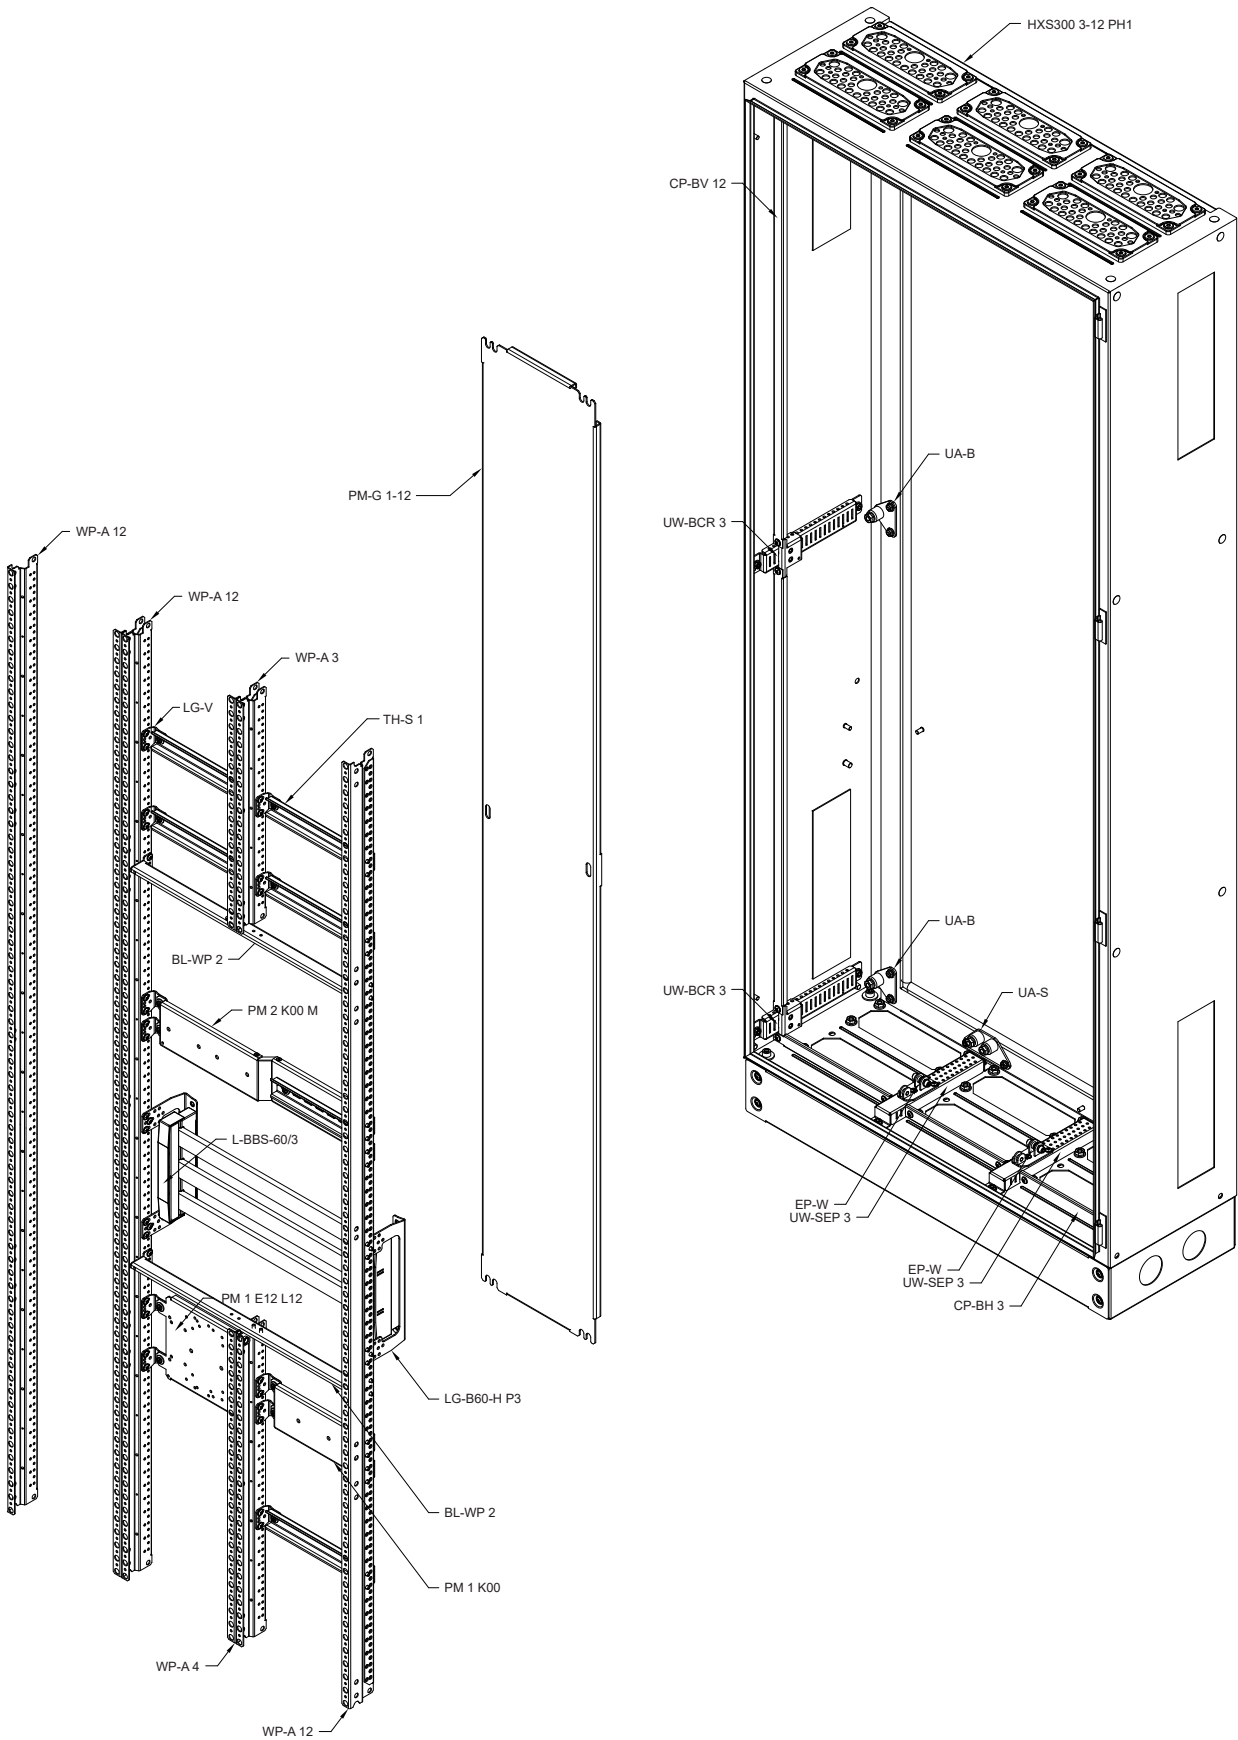 HXS300 3-12 PH1
CP-BV 12
UA-B
PM-G 1-12
UW-BCR 3
WP-A 12
WP-A 12
WP-A 3
LG-V
TH-S 1
UA-B
BL-WP 2
UW-BCR 3
UA-S
PM 2 K00 M
L-BBS-60/3
EP-W
UW-SEP 3
EP-W
UW-SEP 3
CP-BH 3
PM 1 E12 L12
LG-B60-H P3
BL-WP 2
PM 1 K00
WP-A 4
WP-A 12